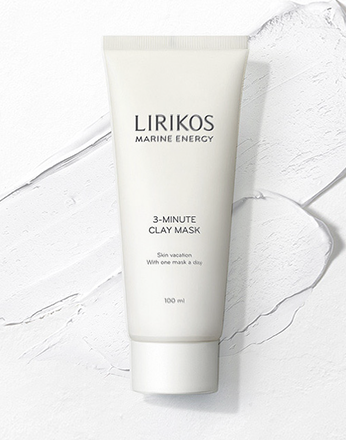 LIRIKOS
MARINE ENERGY
3-MINUTE
CLAY MASK
Skin vacation
With one mask a day
100 ml